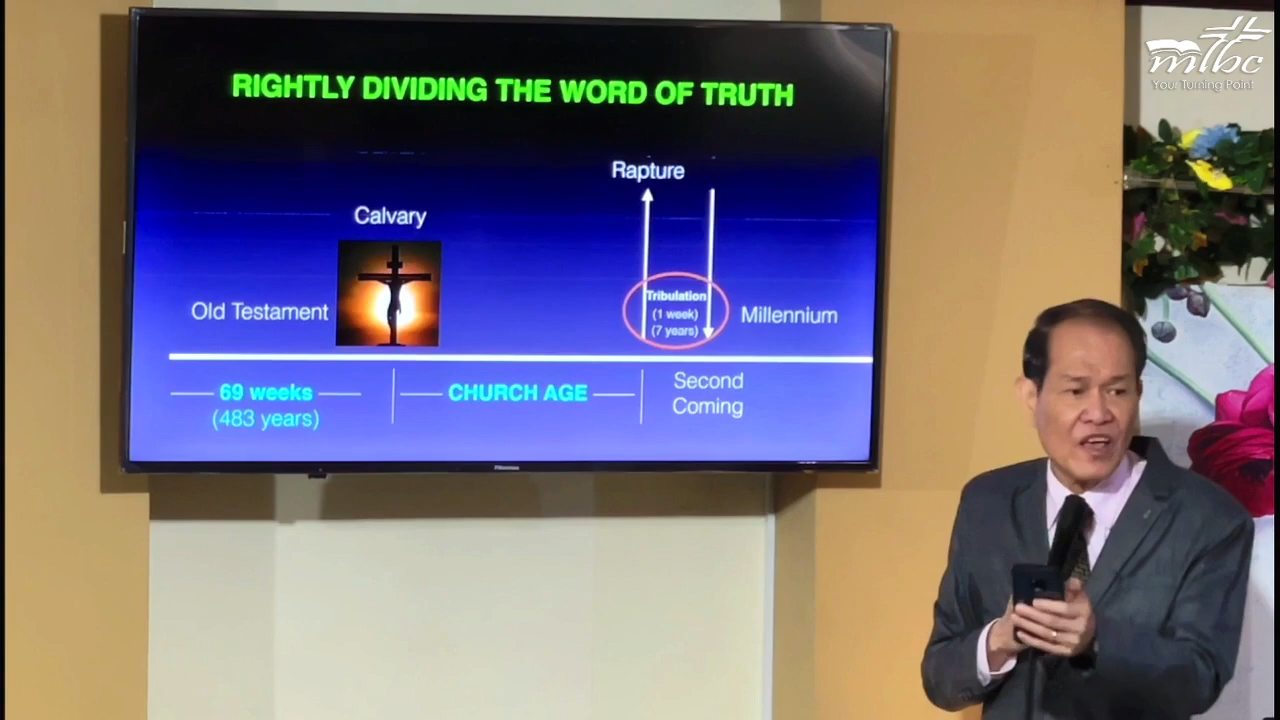 RIGHTLY DIVIDING THE WORD OF TRUTH
Rapture
Calvary
Old Testament
Tribulation
(1 week)
(7 years)
Millennium
69 weeks
(483 years)
CHURCH AGE
Second
Coming
Hisense
mlbc
Your Turning Point